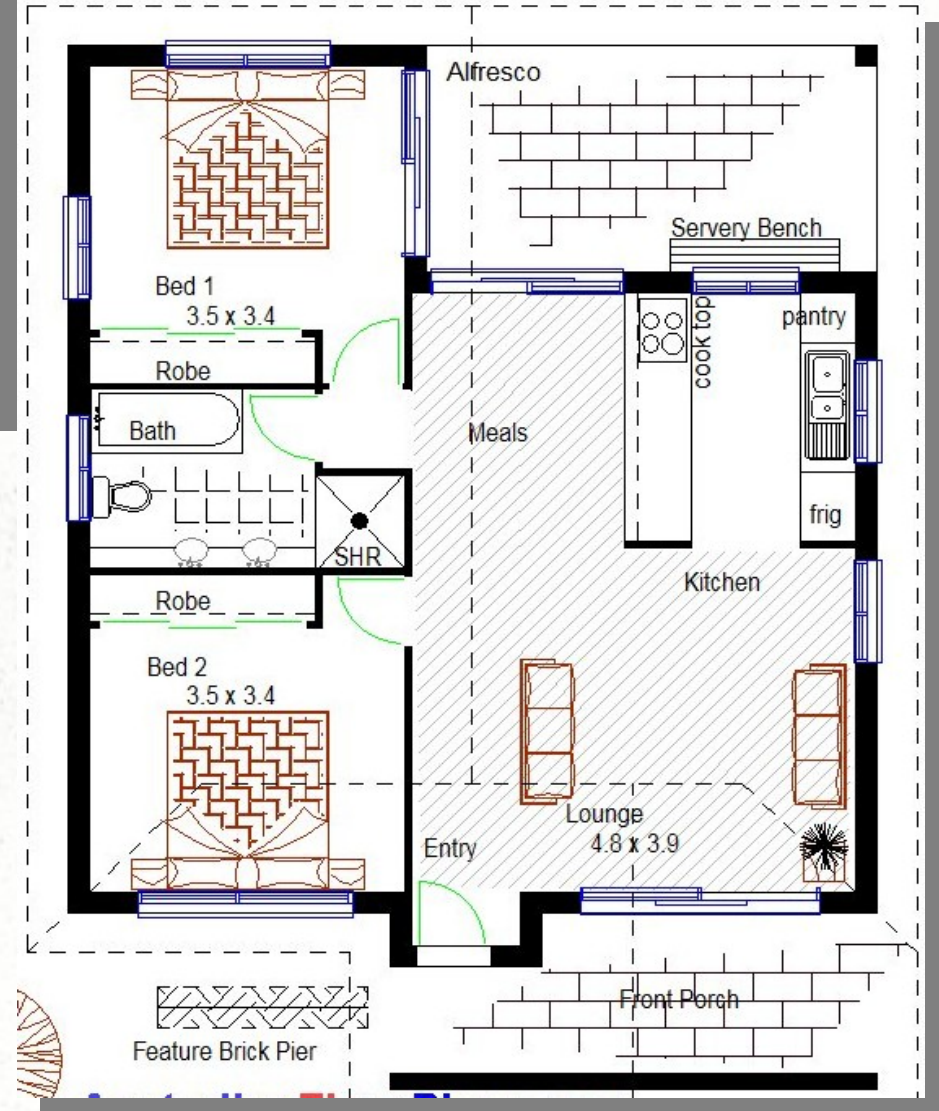 Alfresco
Servery Bench
Bed 1
3.5 x 3.4
pantry
cook top
Robe
Bath
Meals
frig
SHR
Kitchen
Robe
Bed 2
3.5 x 3.4
Lounge
4.8 x 3.9
Entry
Front Porch
Feature Brick Pier